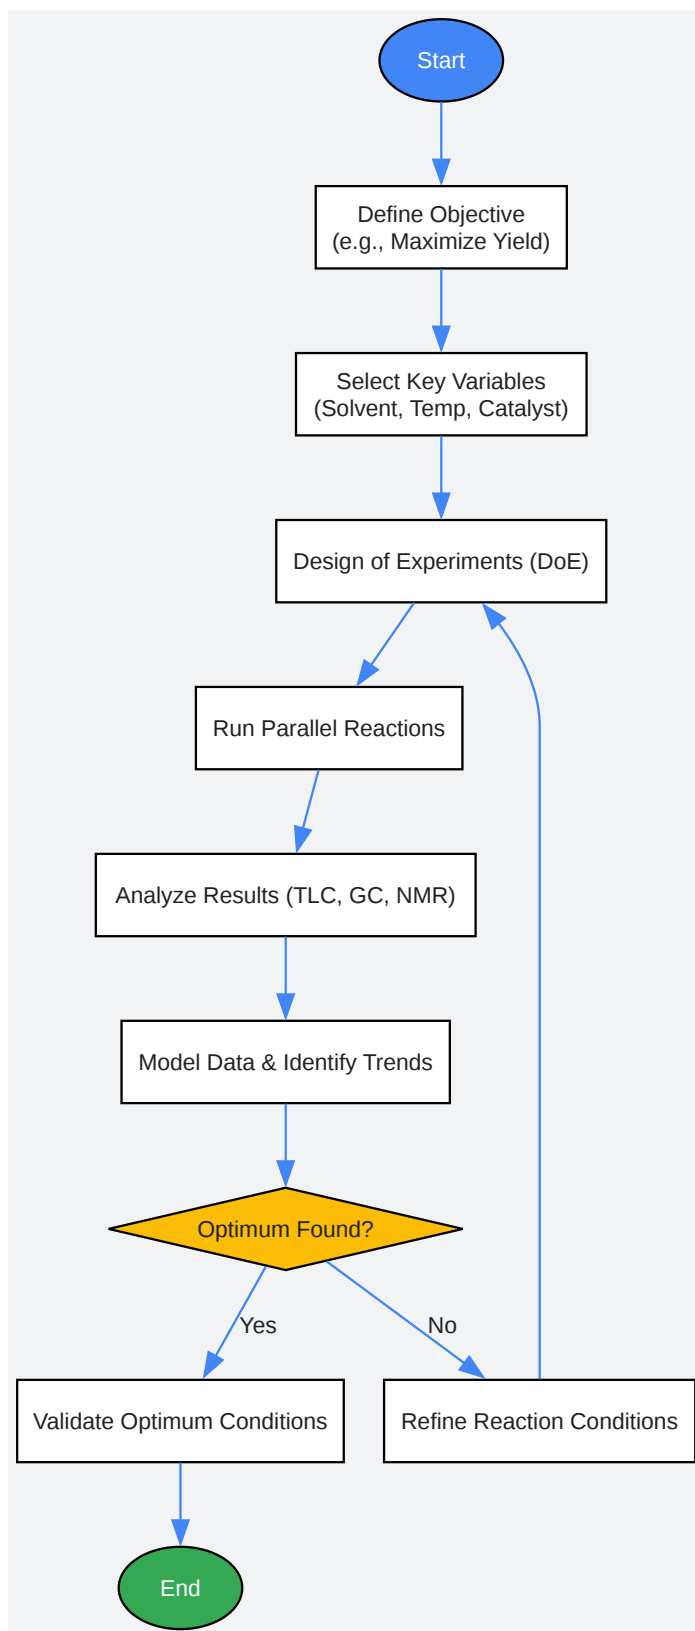 Start
Define Objective
(e.g., Maximize Yield)
Select Key Variables
(Solvent, Temp, Catalyst)
Design of Experiments (DoE)
Run Parallel Reactions
Analyze Results (TLC, GC, NMR)
Model Data & Identify Trends
Optimum Found?
Yes
No
Validate Optimum Conditions
Refine Reaction Conditions
End